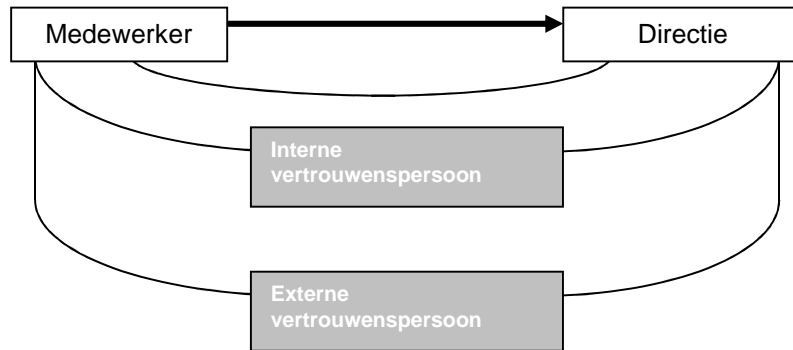 Medewerker
Directie
Interne
vertrouwenspersoon
Externe
vertrouwenspersoon